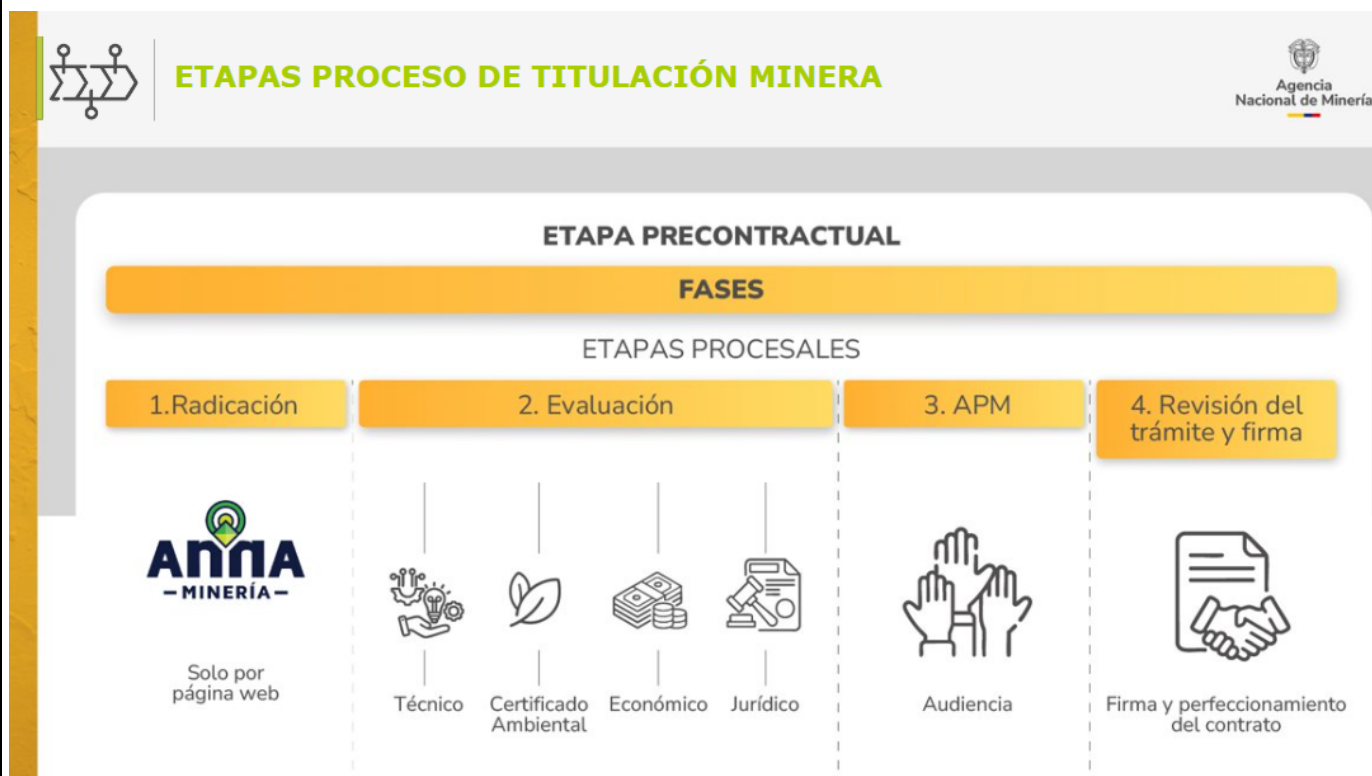 ETAPAS PROCESO DE TITULACIÓN MINERA
Agencia
Nacional de Minería
ETAPA PRECONTRACTUAL
FASES
ETAPAS PROCESALES
1.Radicación
2. Evaluación
3. APM
4. Revisión del
trámite y firma
ANNA
–MINERÍA–
Solo por
página web
Técnico
Certificado
Ambiental
Económico
Jurídico
Audiencia
Firma y perfeccionamiento
del contrato